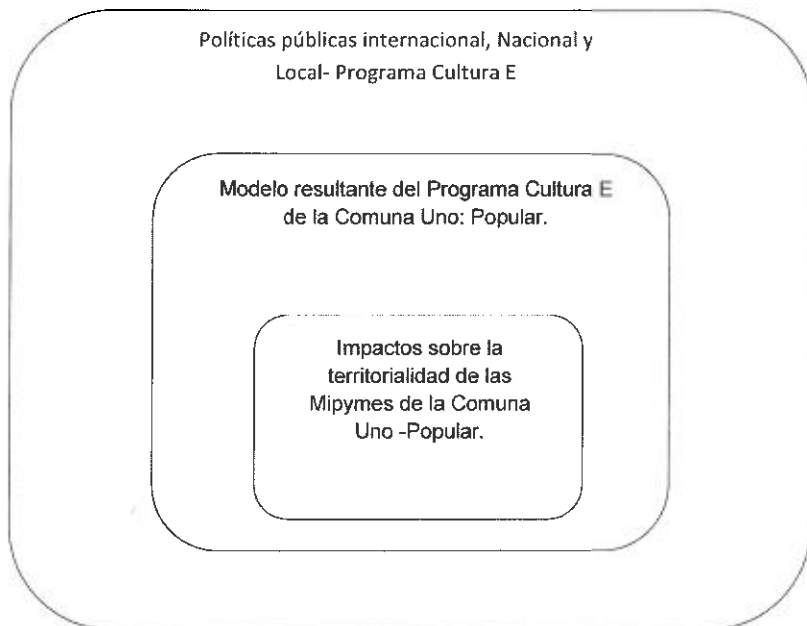 Políticas públicas internacional, Nacional y
Local- Programa Cultura E
Modelo resultante del Programa Cultura E
de la Comuna Uno: Popular.
Impactos sobre la
territorialidad de las
Mipymes de la Comuna
Uno -Popular.